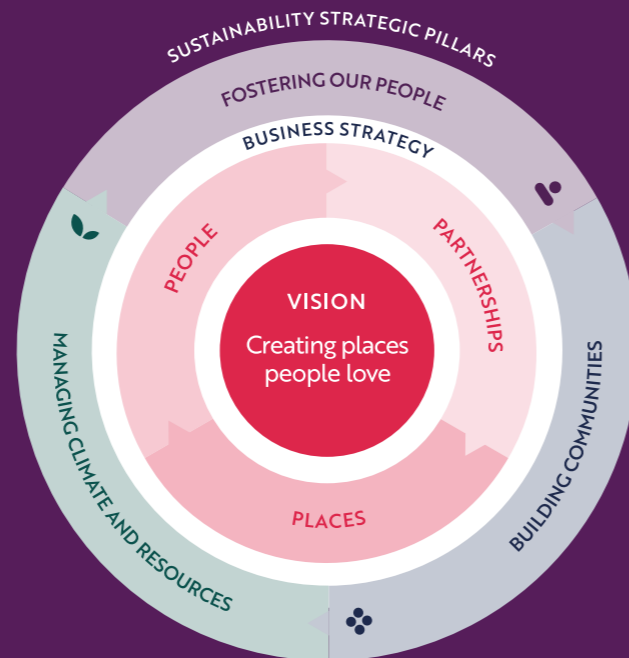 SUSTAINABILITY STRATEGIC PILLARS
FOSTERING OUR PEOPLE
BUSINESS STRATEGY
PEOPLE
PARTNERSHIPS
VISION
Creating places
people love
MANAGING CLIMATE AND RESOURCES
BUILDING COMMUNITIES
PLACES